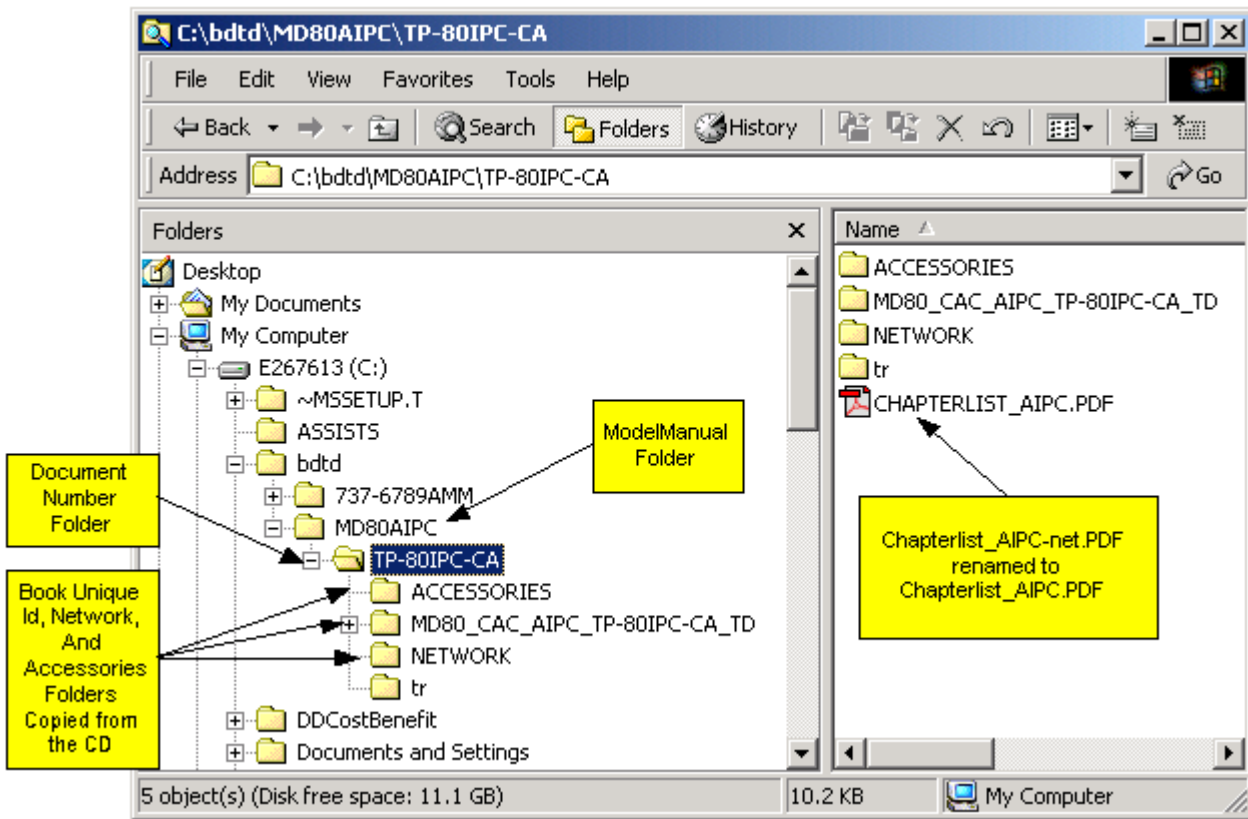 C:\bdtd\MD80AIPC\TP-80IPC-CA
File Edit View Favorites Tools Help
Back Search Folders History
Address C:\bdtd\MD80AIPC\TP-80IPC-CA Go
Folders
Desktop
My Documents
My Computer
E267613 (C:)
~MSSETUP.T
ASSISTS
bdtd
737-6789AMM
MD80AIPC
TP-80IPC-CA
ACCESSORIES
MD80_CAC_AIPC_TP-80IPC-CA_TD
NETWORK
tr
DDCostBenefit
Documents and Settings
Name
ACCESSORIES
MD80_CAC_AIPC_TP-80IPC-CA_TD
NETWORK
tr
CHAPTERLIST_AIPC.PDF
ModelManual
Folder
Document
Number
Folder
Book Unique
Id, Network,
And
Accessories
Folders
Copied from
the CD
Chapterlist_AIPC-net.PDF
renamed to
Chapterlist_AIPC.PDF
5 object(s) (Disk free space: 11.1 GB) 10.2 KB My Computer